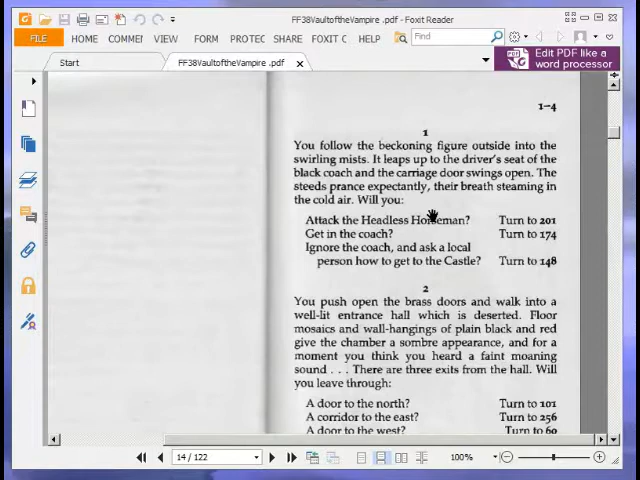 FF38VaultoftheVampire .pdf - Foxit Reader
FILE HOME COMMEI VIEW FORM PROTEC SHARE FOXIT C HELP Find
Edit PDF like a
word processor
Start FF38VaultoftheVampire .pdf
1–4
1
You follow the beckoning figure outside into the
swirling mists. It leaps up to the driver's seat of the
black coach and the carriage door swings open. The
steeds prance expectantly, their breath steaming in
the cold air. Will you:
Attack the Headless Horseman? Turn to 201
Get in the coach? Turn to 174
Ignore the coach, and ask a local
person how to get to the Castle? Turn to 148
2
You push open the brass doors and walk into a
well-lit entrance hall which is deserted. Floor
mosaics and wall-hangings of plain black and red
give the chamber a sombre appearance, and for a
moment you think you heard a faint moaning
sound . . . There are three exits from the hall. Will
you leave through:
A door to the north? Turn to 101
A corridor to the east? Turn to 256
A door to the west? Turn to 60
14 / 122 100%